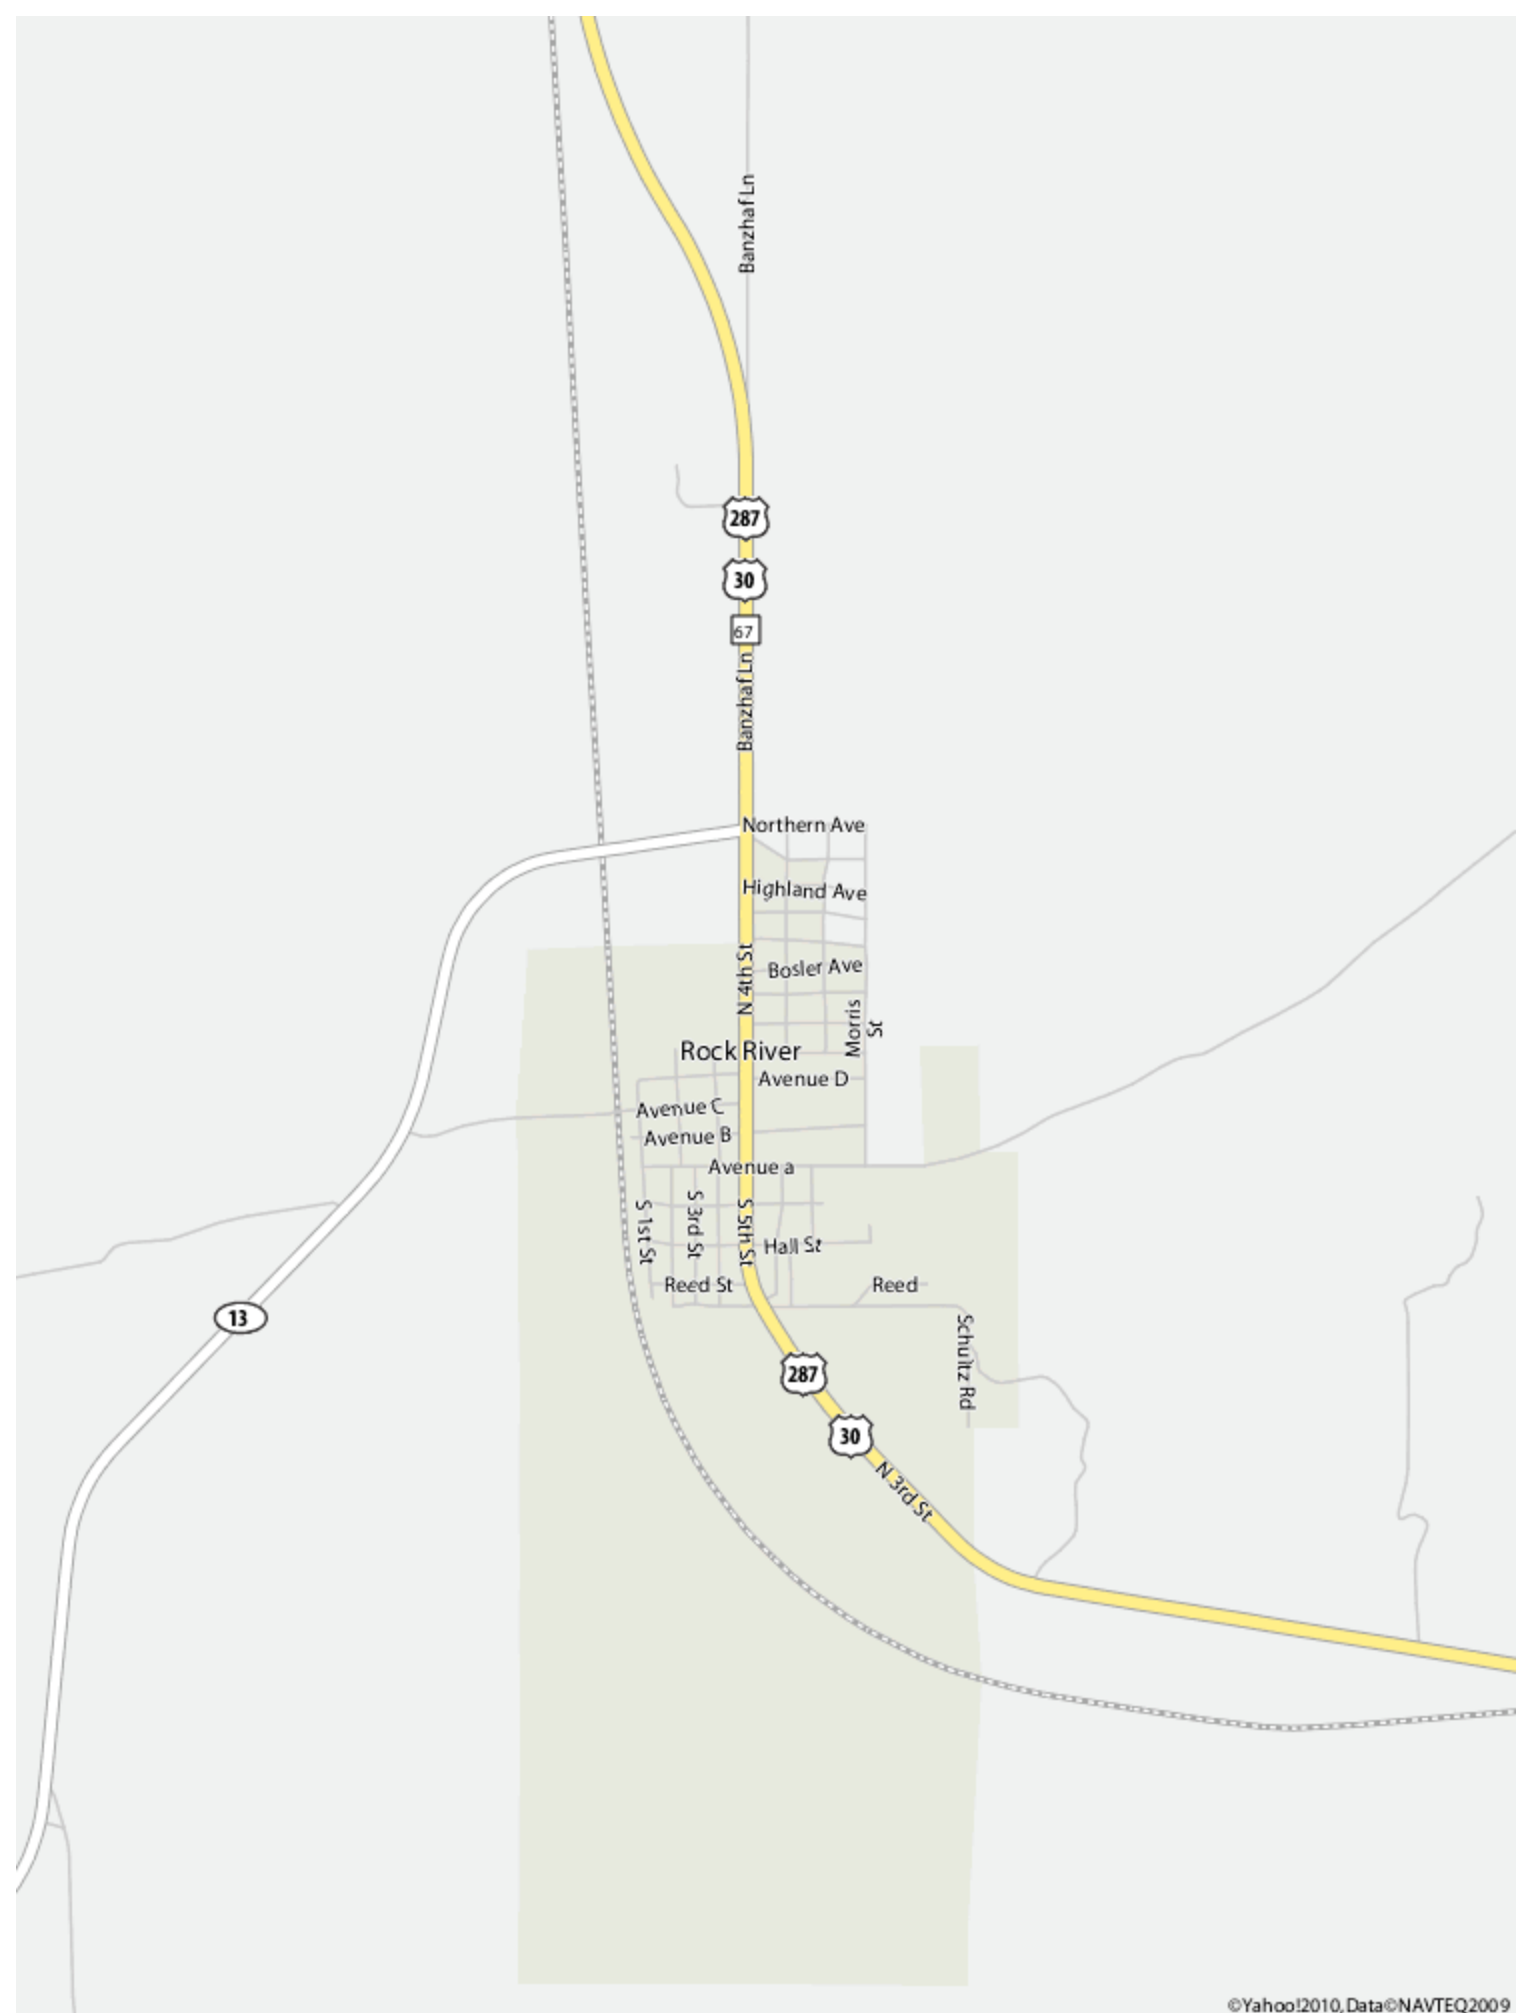 Banzhaf Ln
287
30
67
Banzhaf Ln
Northern Ave
Highland Ave
N 4th St
Bosler Ave
Morris
St
Rock River
Avenue D
Avenue C
Avenue B
Avenue a
S 1st St
S 3rd St
S 5th St
Hall St
Reed St
Reed
13
Schultz Rd
287
30
N 3rd St
©Yahoo!2010, Data©NAVTEQ2009